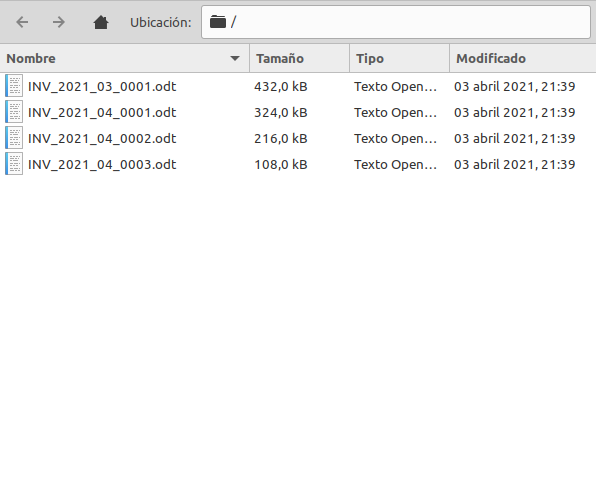 Ubicación: /
Nombre Tamaño Tipo Modificado
INV_2021_03_0001.odt 432,0 kB Texto Open... 03 abril 2021, 21:39
INV_2021_04_0001.odt 324,0 kB Texto Open... 03 abril 2021, 21:39
INV_2021_04_0002.odt 216,0 kB Texto Open... 03 abril 2021, 21:39
INV_2021_04_0003.odt 108,0 kB Texto Open... 03 abril 2021, 21:39